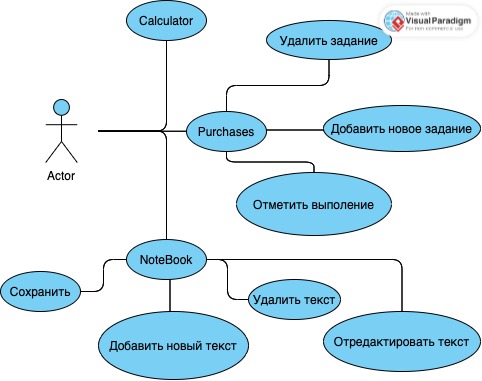 Calculator
Made with
Visual Paradigm
For non-commercial use
Удалить задание
Purchases
Добавить новое задание
Actor
Отметить выполение
NoteBook
Сохранить
Удалить текст
Добавить новый текст
Отредактировать текст